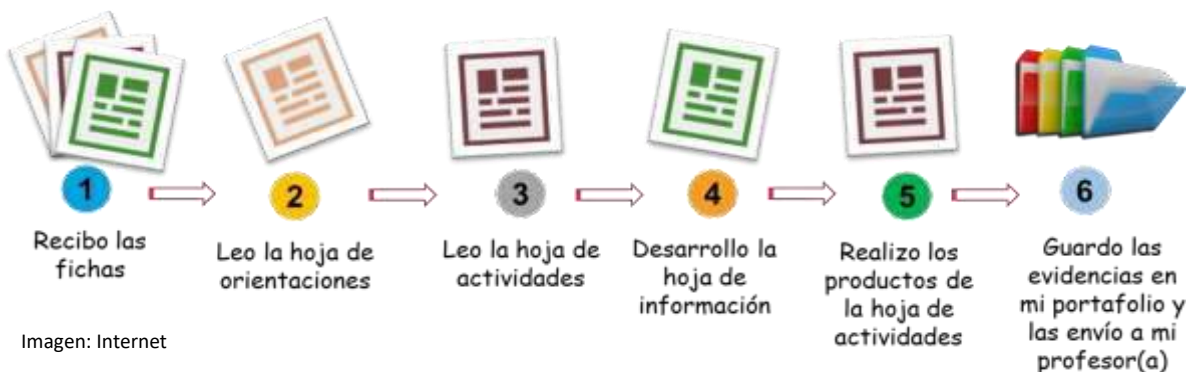 1
Recibo las
fichas
2
Leo la hoja de
orientaciones
3
Leo la hoja de
actividades
4
Desarrollo la
hoja de
información
5
Realizo los
productos de
la hoja de
actividades
6
Guardo las
evidencias en
mi portafolio y
las envío a mi
profesor(a)
Imagen: Internet